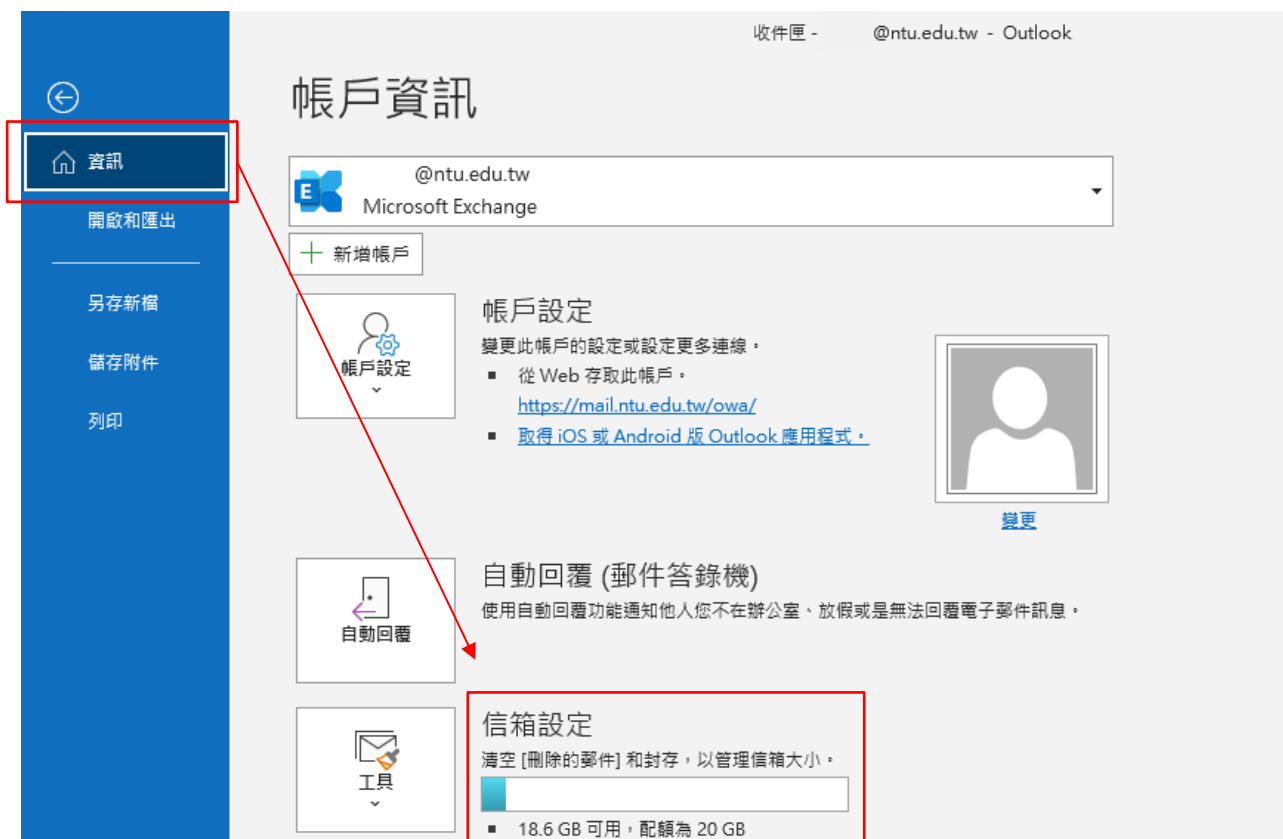 收件匣 - @ntu.edu.tw - Outlook
帳戶資訊
資訊
開啟和匯出
另存新檔
儲存附件
列印
@ntu.edu.tw
Microsoft Exchange
新增帳戶
帳戶設定
帳戶設定
變更此帳戶的設定或設定更多連線。
■ 從 Web 存取此帳戶。
https://mail.ntu.edu.tw/owa/
■ 取得 iOS 或 Android 版 Outlook 應用程式。
變更
自動回覆
自動回覆 (郵件答錄機)
使用自動回覆功能通知他人您不在辦公室、放假或是無法回覆電子郵件訊息。
工具
信箱設定
清空 [刪除的郵件] 和封存，以管理信箱大小。
■ 18.6 GB 可用，配額為 20 GB